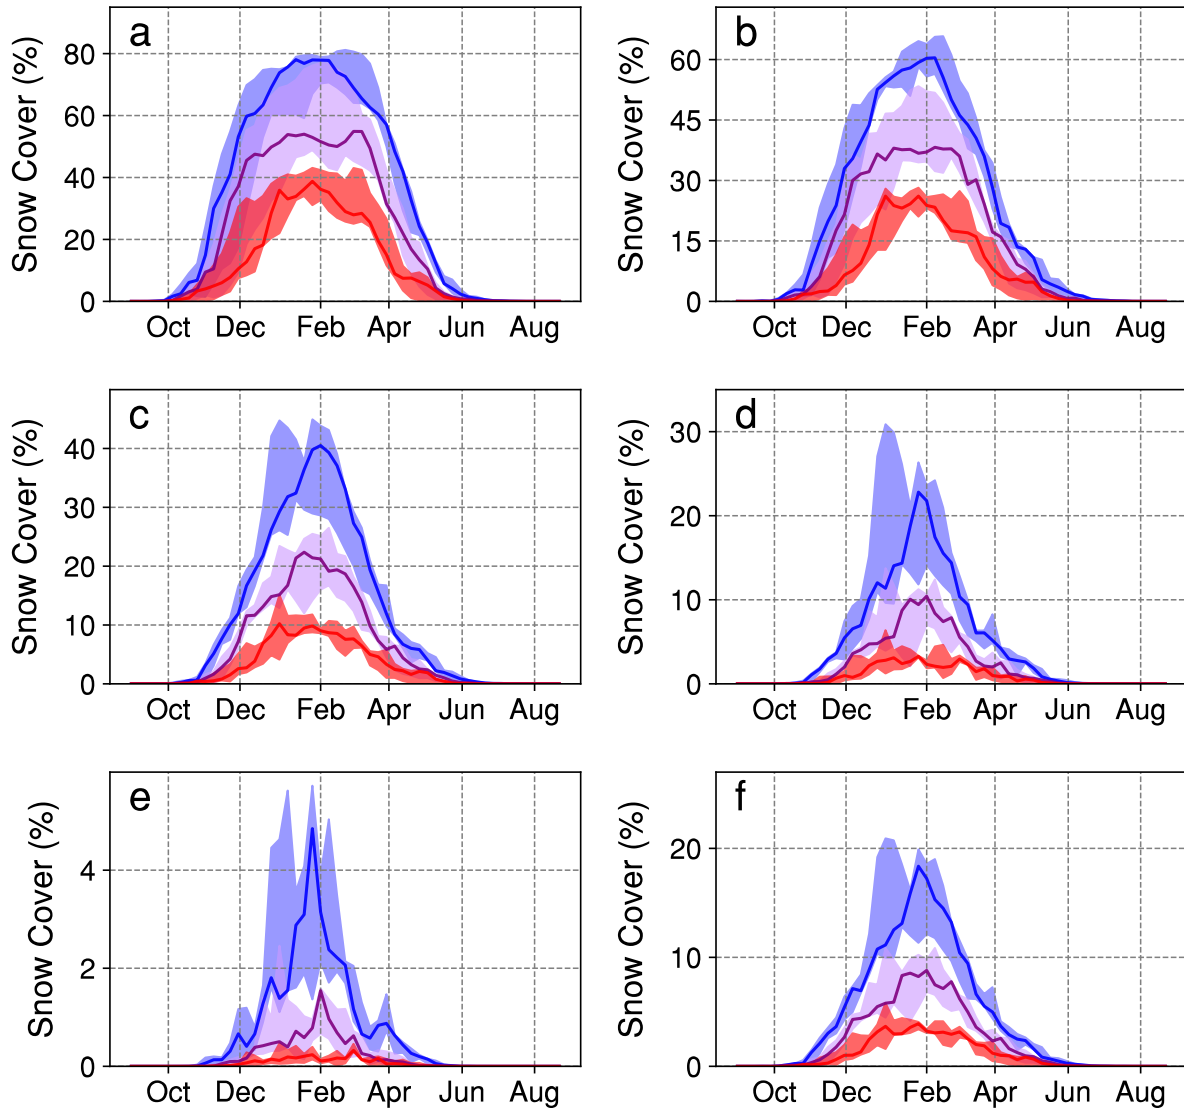 a
Snow Cover (%)
80
60
40
20
0
Oct Dec Feb Apr Jun Aug
b
Snow Cover (%)
60
45
30
15
0
Oct Dec Feb Apr Jun Aug
c
Snow Cover (%)
40
30
20
10
0
Oct Dec Feb Apr Jun Aug
d
Snow Cover (%)
30
20
10
0
Oct Dec Feb Apr Jun Aug
e
Snow Cover (%)
4
2
0
Oct Dec Feb Apr Jun Aug
f
Snow Cover (%)
20
10
0
Oct Dec Feb Apr Jun Aug